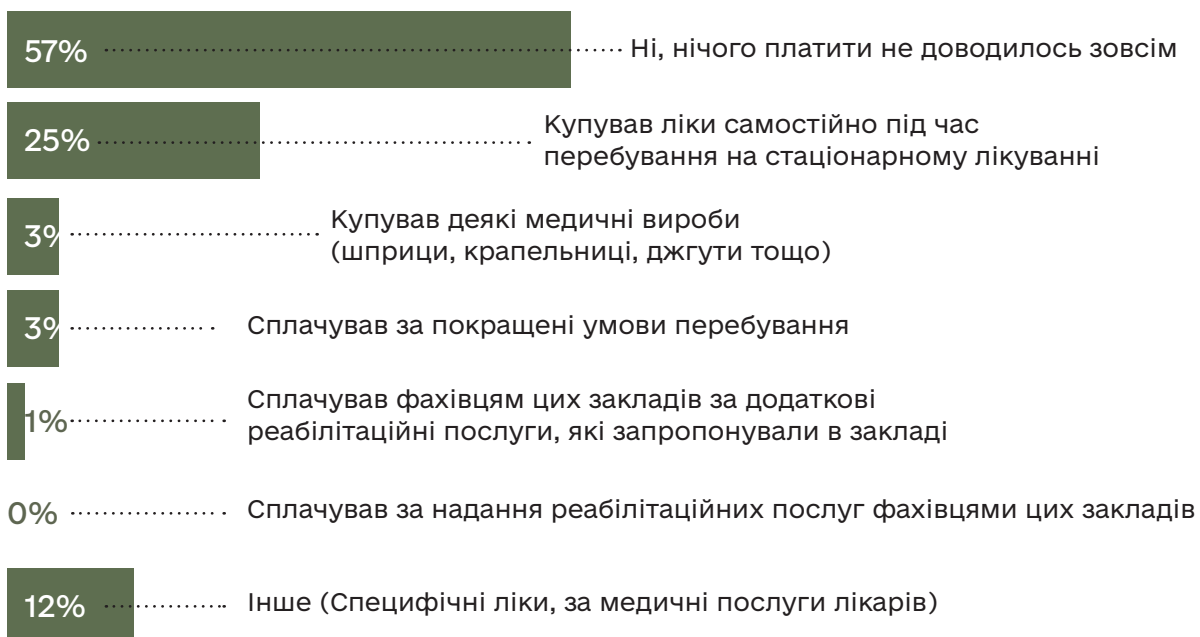 57% Ні, нічого платити не доводилось зовсім
25% Купував ліки самостійно під час
перебування на стаціонарному лікуванні
3% Купував деякі медичні вироби
(шприци, крапельниці, джгути тощо)
3% Сплачував за покращені умови перебування
1% Сплачував фахівцям цих закладів за додаткові
реабілітаційні послуги, які запропонували в закладі
0% Сплачував за надання реабілітаційних послуг фахівцями цих закладів
12% Інше (Специфічні ліки, за медичні послуги лікарів)